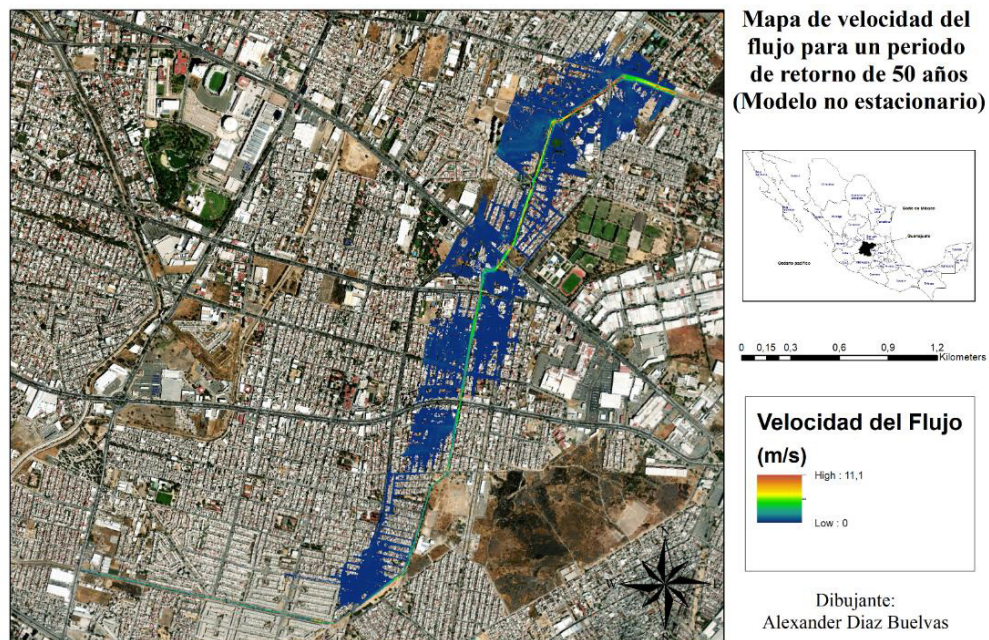 Mapa de velocidad del
flujo para un periodo
de retorno de 50 años
(Modelo no estacionario)
Golfo de México
Guanajuato
Océano pacífico
0 0,15 0,3 0,6 0,9 1,2
Kilometers
Velocidad del Flujo
(m/s)
High : 11,1
Low : 0
Dibujante:
Alexander Diaz Buelvas